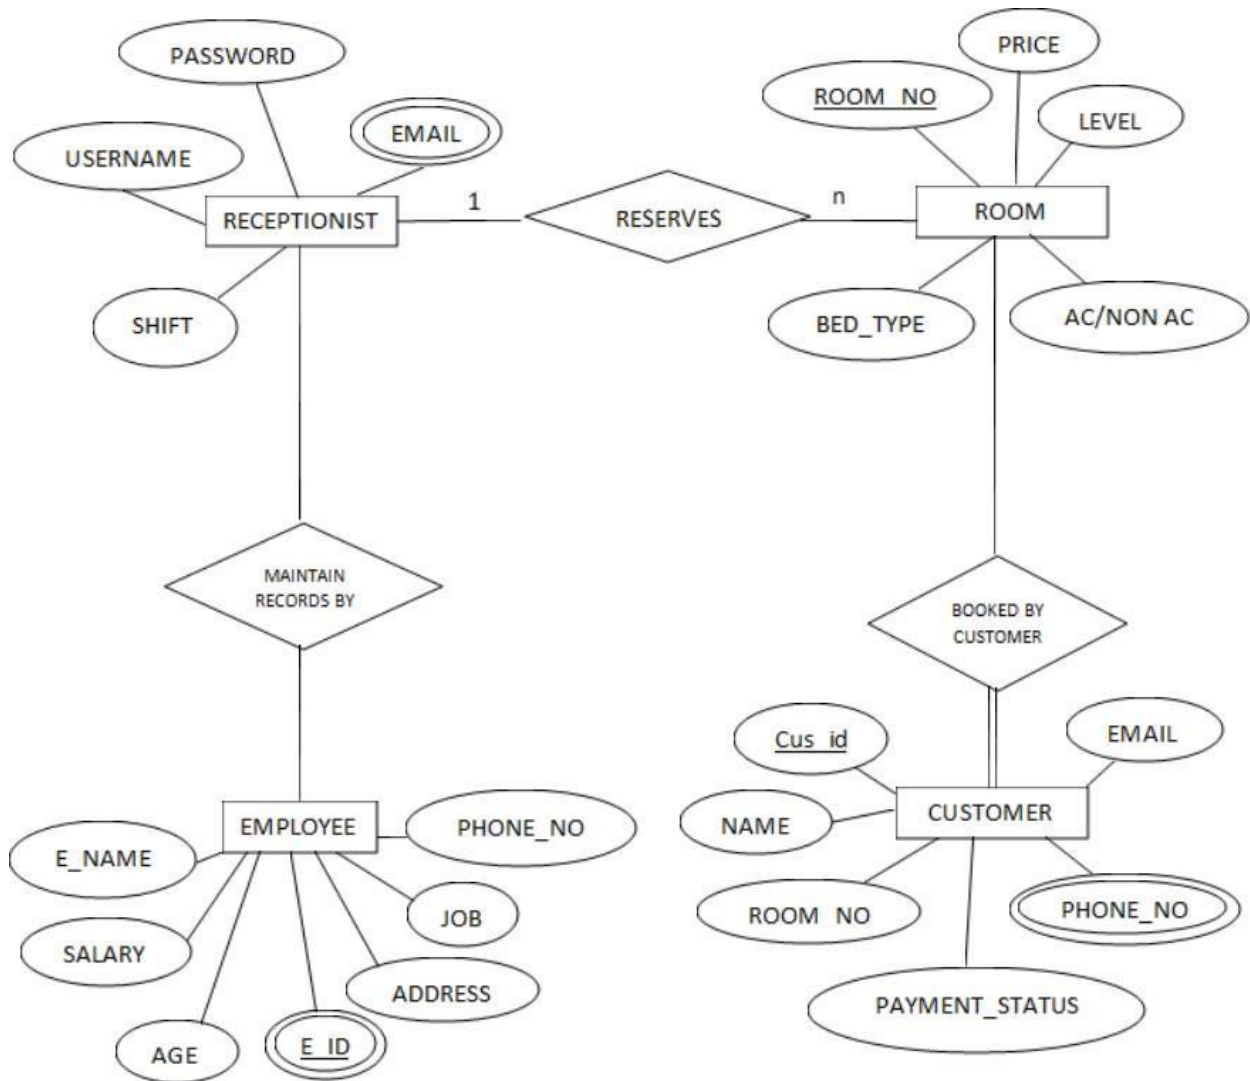 PASSWORD
PRICE
ROOM_NO
EMAIL
LEVEL
USERNAME
RECEPTIONIST
1
RESERVES
n
ROOM
SHIFT
BED_TYPE
AC/NON AC
MAINTAIN
RECORDS BY
BOOKED BY
CUSTOMER
Cus_id
EMAIL
EMPLOYEE
PHONE_NO
NAME
CUSTOMER
E_NAME
JOB
ROOM_NO
PHONE_NO
SALARY
ADDRESS
PAYMENT_STATUS
AGE
E_ID